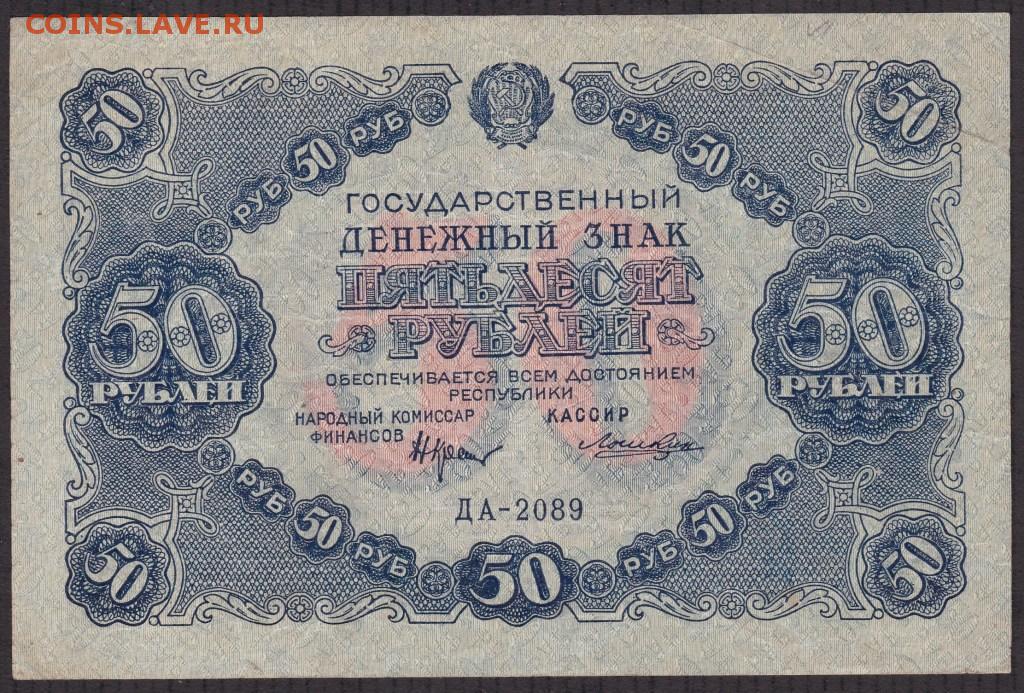 COINS.LAVE.RU
50 50
РУБ 50 РУБ РУБ 50 РУБ
ГОСУДАРСТВЕННЫЙ
ДЕНЕЖНЫЙ ЗНАК
ПЯТЬДЕСЯТ
РУБЛЕЙ
50 РУБЛЕЙ 50 РУБЛЕЙ
ОБЕСПЕЧИВАЕТСЯ ВСЕМ ДОСТОЯНИЕМ
РЕСПУБЛИКИ
НАРОДНЫЙ КОМИССАР КАССИР
ФИНАНСОВ
ДА-2089
РУБ 50 РУБ 50 РУБ 50 РУБ
50 50